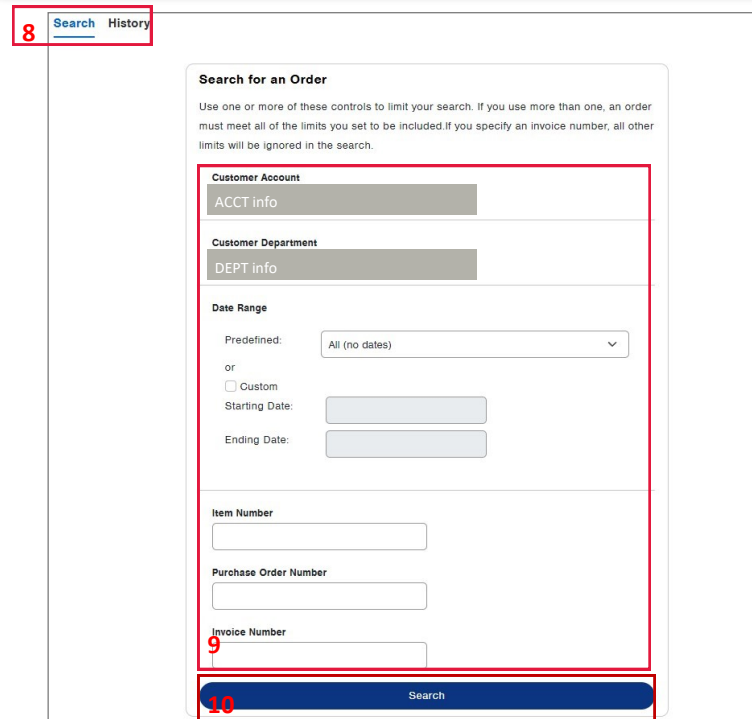 8 Search History
Search for an Order
Use one or more of these controls to limit your search. If you use more than one, an order
must meet all of the limits you set to be included.If you specify an invoice number, all other
limits will be ignored in the search.
Customer Account
ACCT info
Customer Department
DEPT info
Date Range
Predefined: All (no dates)
or
Custom
Starting Date:
Ending Date:
Item Number
Purchase Order Number
Invoice Number
9
10 Search